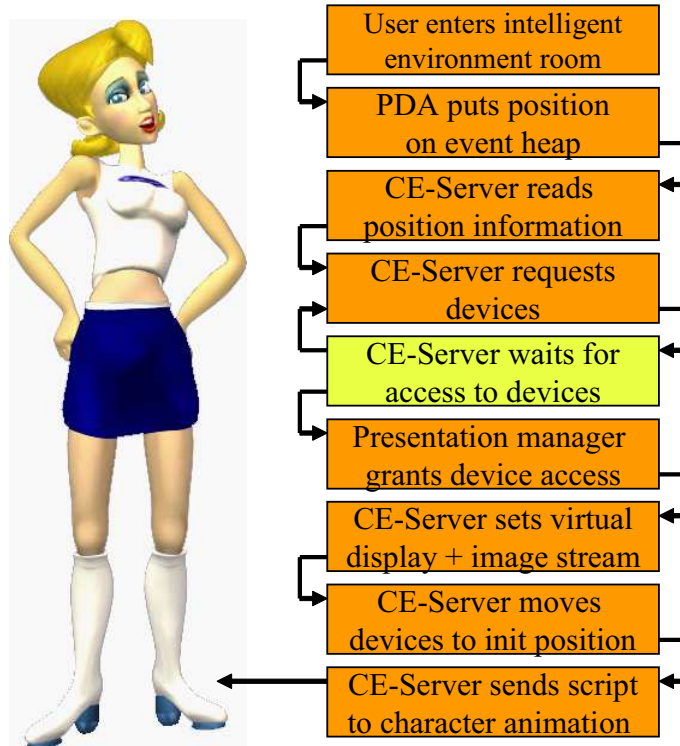 User enters intelligent
environment room
PDA puts position
on event heap
CE-Server reads
position information
CE-Server requests
devices
CE-Server waits for
access to devices
Presentation manager
grants device access
CE-Server sets virtual
display + image stream
CE-Server moves
devices to init position
CE-Server sends script
to character animation